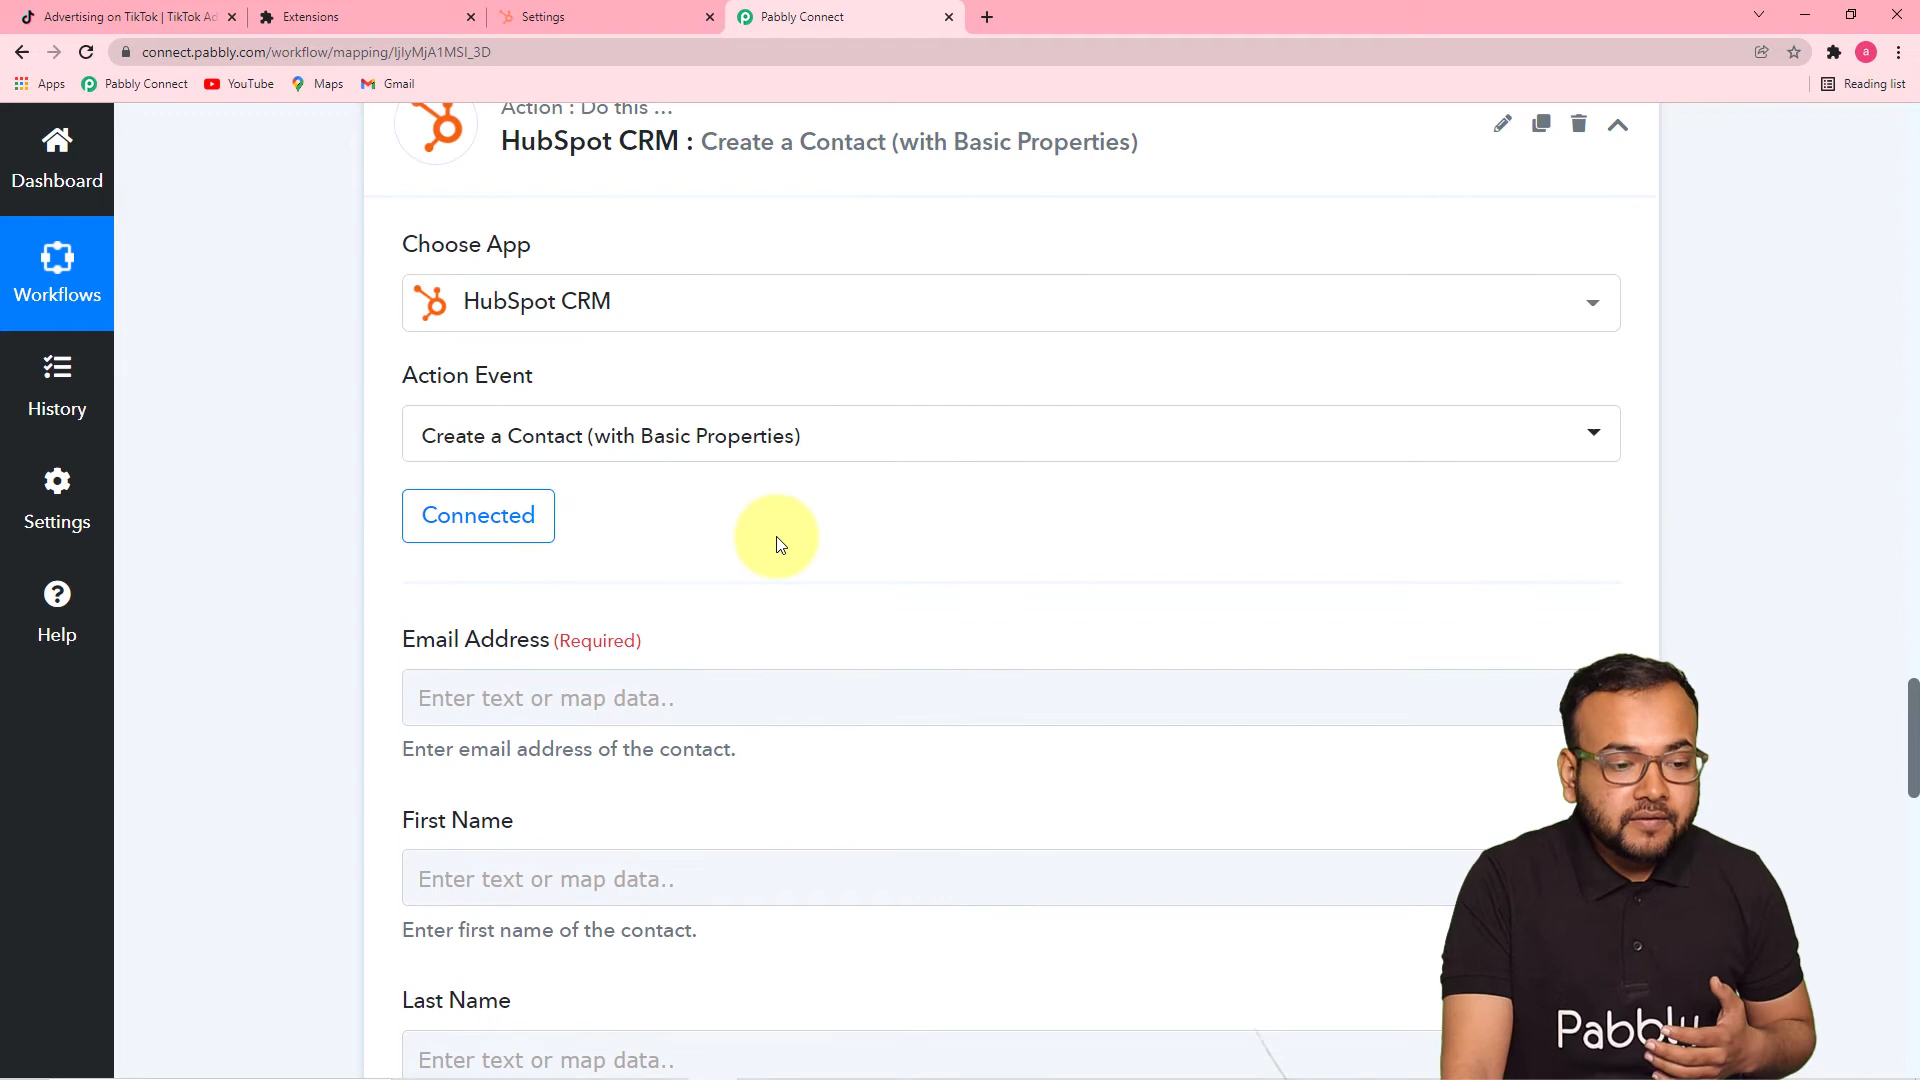 Advertising on TikTok | TikTok Ad
Extensions
Settings
Pabbly Connect
connect.pabbly.com/workflow/mapping/IjIyMjA1MSI_3D
a
Apps
Pabbly Connect
YouTube
Maps
Gmail
Reading list
Dashboard
Workflows
History
Settings
Help
Action : Do this ...
HubSpot CRM : Create a Contact (with Basic Properties)
Choose App
HubSpot CRM
Action Event
Create a Contact (with Basic Properties)
Connected
Email Address (Required)
Enter text or map data..
Enter email address of the contact.
First Name
Enter text or map data..
Enter first name of the contact.
Last Name
Enter text or map data..
Pabbly